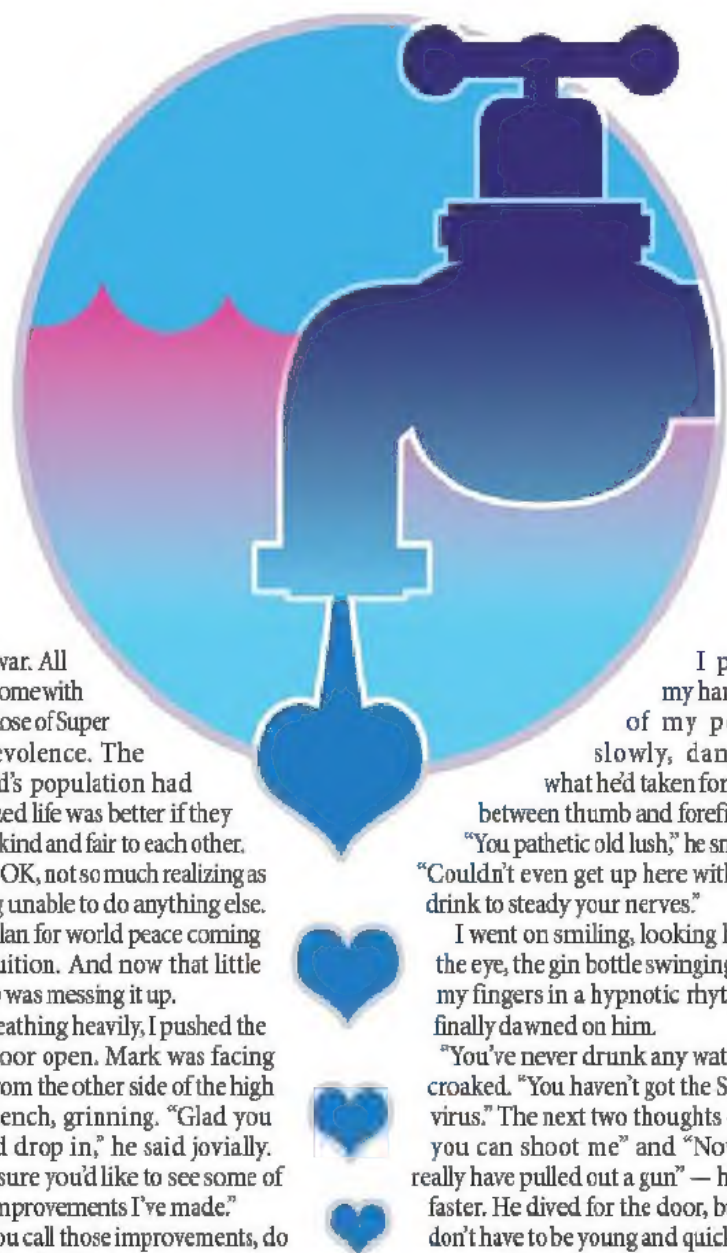 war. All
ome with
ose of Super
evolence. The
d's population had
ed life was better if they
kind and fair to each other.
OK, not so much realizing as
g unable to do anything else.
lan for world peace coming
uition. And now that little
was messing it up.
eathing heavily, I pushed the
oor open. Mark was facing
rom the other side of the high
ench, grinning. “Glad you
d drop in,” he said jovially.
sure you’d like to see some of
mprovements I’ve made.”
ou call those improvements, do
I p
my han
of my p
slowly, dan
what he’d taken for
between thumb and forefi
“You pathetic old lush,” he sn
“Couldn’t even get up here with
drink to steady your nerves.”
I went on smiling, looking h
the eye, the gin bottle swinging
my fingers in a hypnotic rhyt
finally dawned on him.
“You’ve never drunk any wat
croaked. “You haven’t got the S
virus.” The next two thoughts
you can shoot me” and “Nov
really have pulled out a gun” — h
faster. He dived for the door, bu
don’t have to be young and quic